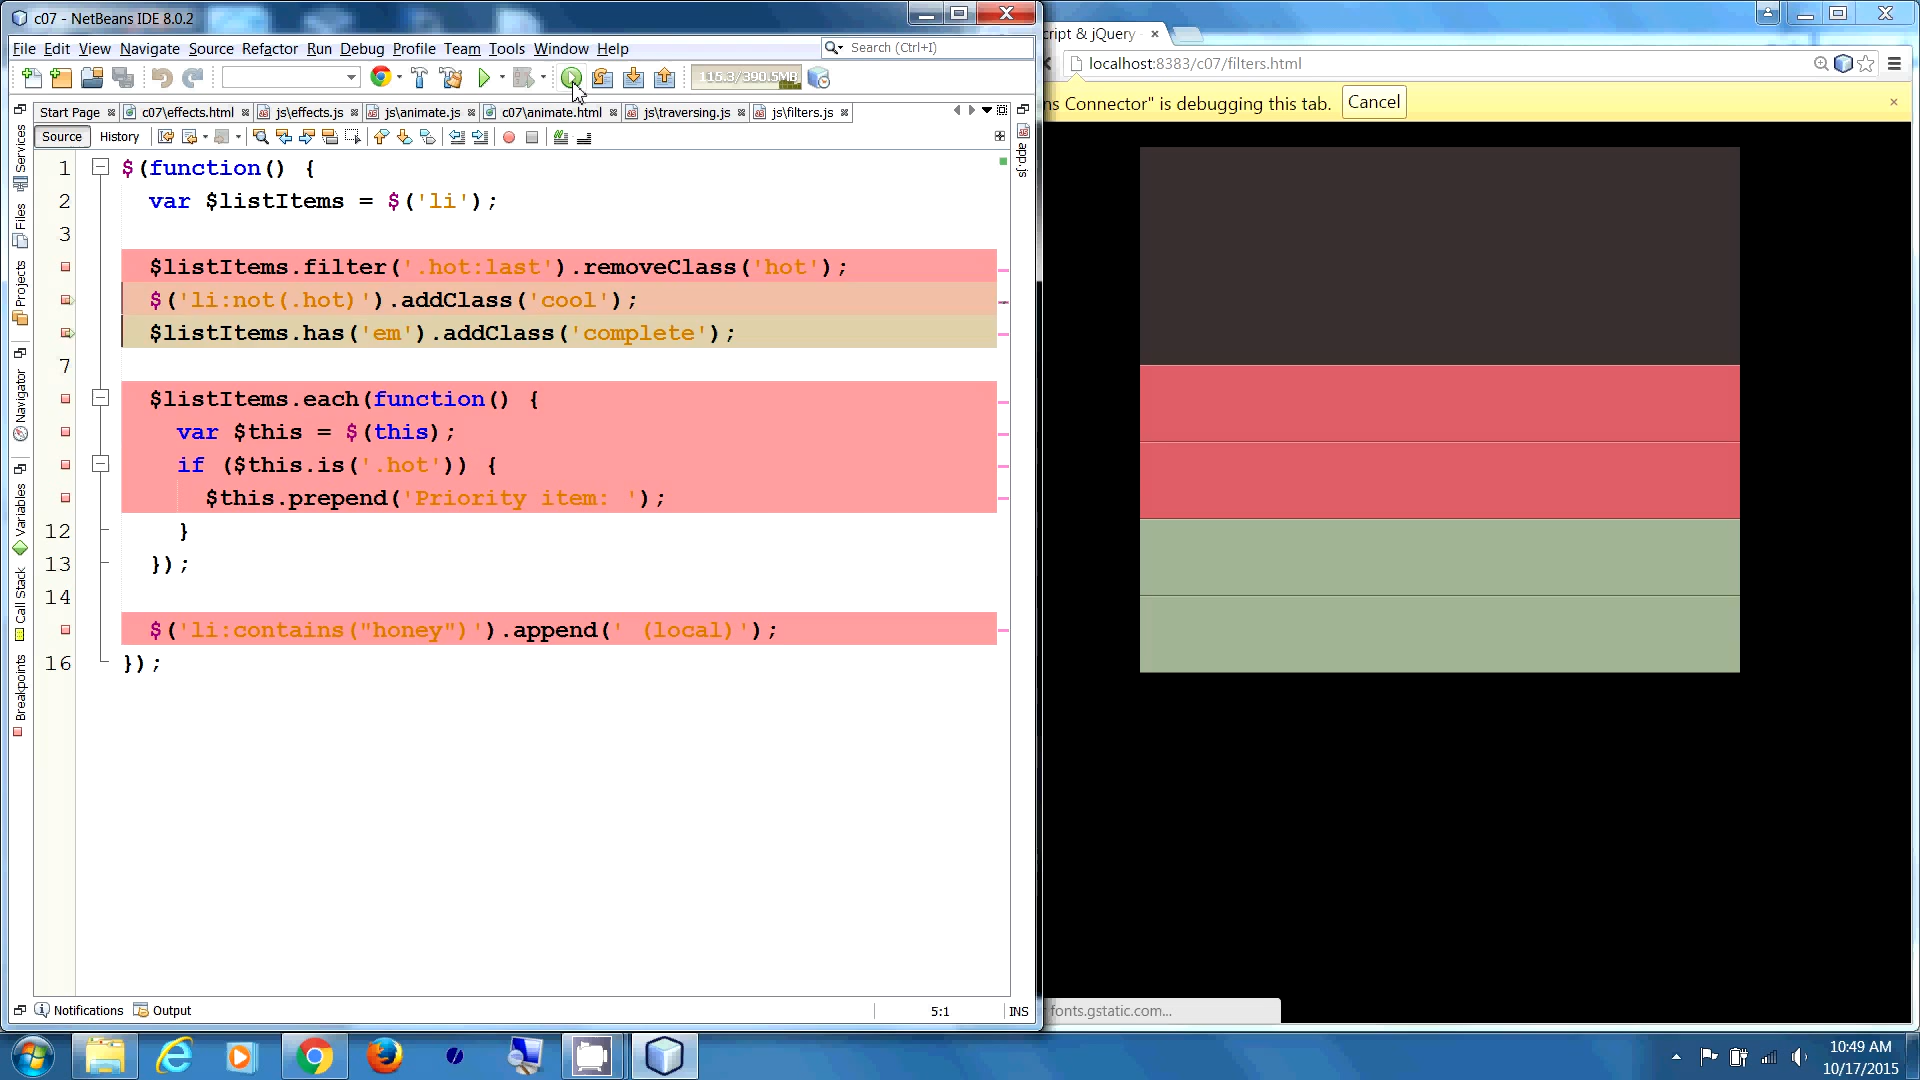 c07 - NetBeans IDE 8.0.2
File Edit View Navigate Source Refactor Run Debug Profile Team Tools Window Help
Search (Ctrl+I)
115.3/390.5MB
Start Page c07\effects.html js\effects.js js\animate.js c07\animate.html js\traversing.js js\filters.js
Source History
Services
Files
Projects
Navigator
Variables
Call Stack
Breakpoints
app.js
1 $(function() {
2 var $listItems = $('li');
3
$listItems.filter('.hot:last').removeClass('hot');
$('li:not(.hot)').addClass('cool');
$listItems.has('em').addClass('complete');
7
$listItems.each(function() {
var $this = $(this);
if ($this.is('.hot')) {
$this.prepend('Priority item: ');
12 }
13 });
14
$('li:contains("honey")').append(' (local)');
16 });
Notifications Output
5:1 INS
cript & jQuery
localhost:8383/c07/filters.html
ns Connector" is debugging this tab. Cancel
fonts.gstatic.com...
10:49 AM
10/17/2015